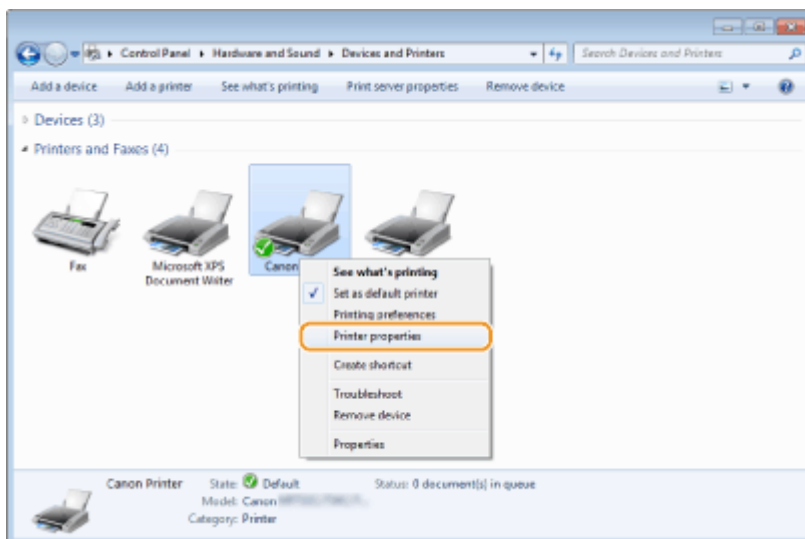 Control Panel ▸ Hardware and Sound ▸ Devices and Printers
Search Devices and Printers
Add a device Add a printer See what's printing Print server properties Remove device
Devices (3)
Printers and Faxes (4)
Fax
Microsoft XPS
Document Writer
Canon
See what's printing
Set as default printer
Printing preferences
Printer properties
Create shortcut
Troubleshoot
Remove device
Properties
Canon Printer State: Default Status: 0 document(s) in queue
Model: Canon
Category: Printer